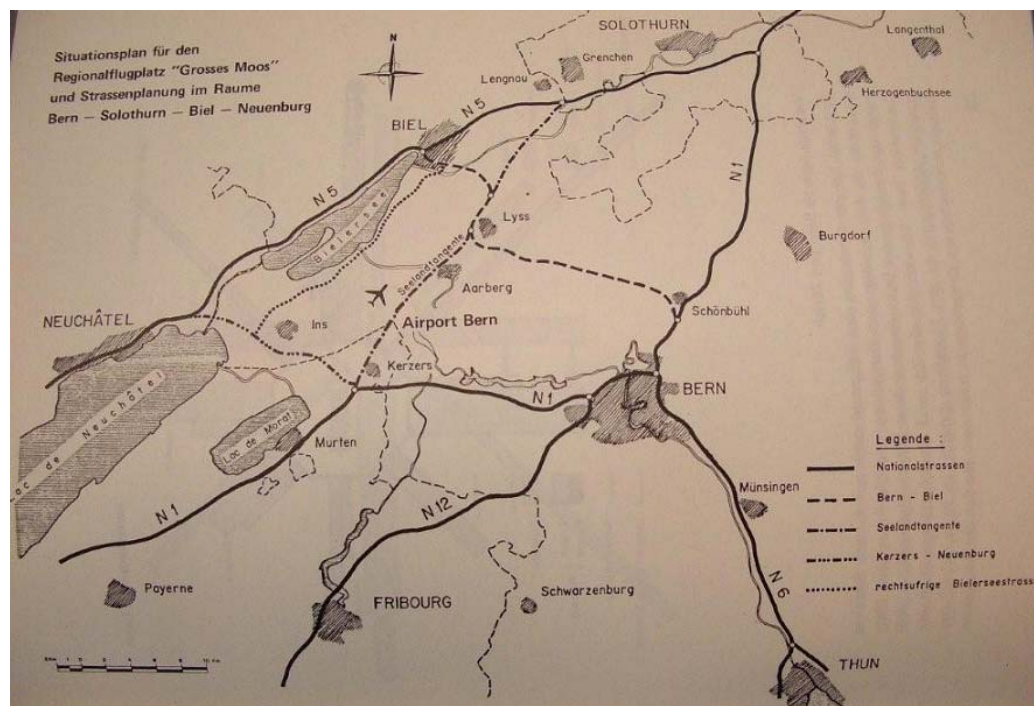 Situationsplan für den
Regionalflugplatz "Grosses Moos"
und Strassenplanung im Raume
Bern – Solothurn – Biel – Neuenburg
N
SOLOTHURN
Langenthal
Grenchen
Lengnau
Herzogenbuchsee
N5
BIEL
N1
N5
Bielersee
Lyss
Burgdorf
Seelandtangente
Aarberg
Schönbühl
NEUCHÂTEL
Ins
Airport Bern
Kerzers
BERN
N1
Lac de Neuchâtel
Lac de Morat
Murten
Legende :
Nationalstrassen
Münsingen
Bern - Biel
N1
N12
Seelandtangente
Kerzers - Neuenburg
Payerne
Schwarzenburg
N6
rechtsufrige Bielerseestrass
FRIBOURG
THUN